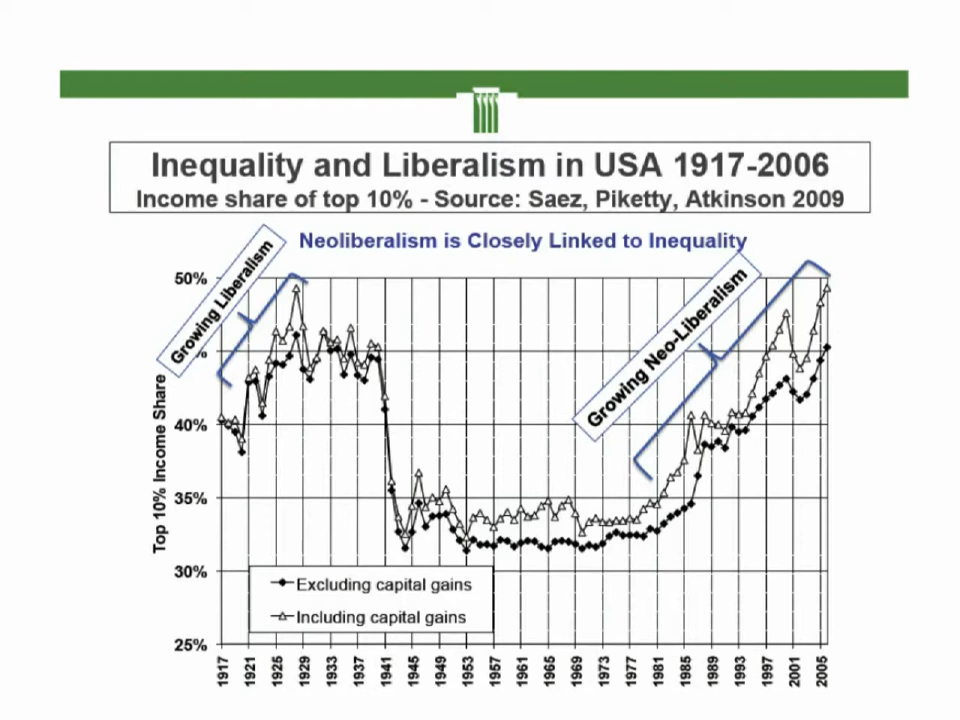 Inequality and Liberalism in USA 1917-2006
Income share of top 10% - Source: Saez, Piketty, Atkinson 2009
Neoliberalism is Closely Linked to Inequality
Growing Liberalism
Growing Neo-Liberalism
Top 10% Income Share
50%
%
40%
35%
30%
25%
Excluding capital gains
Including capital gains
1917 1921 1925 1929 1933 1937 1941 1945 1949 1953 1957 1961 1965 1969 1973 1977 1981 1985 1989 1993 1997 2001 2005